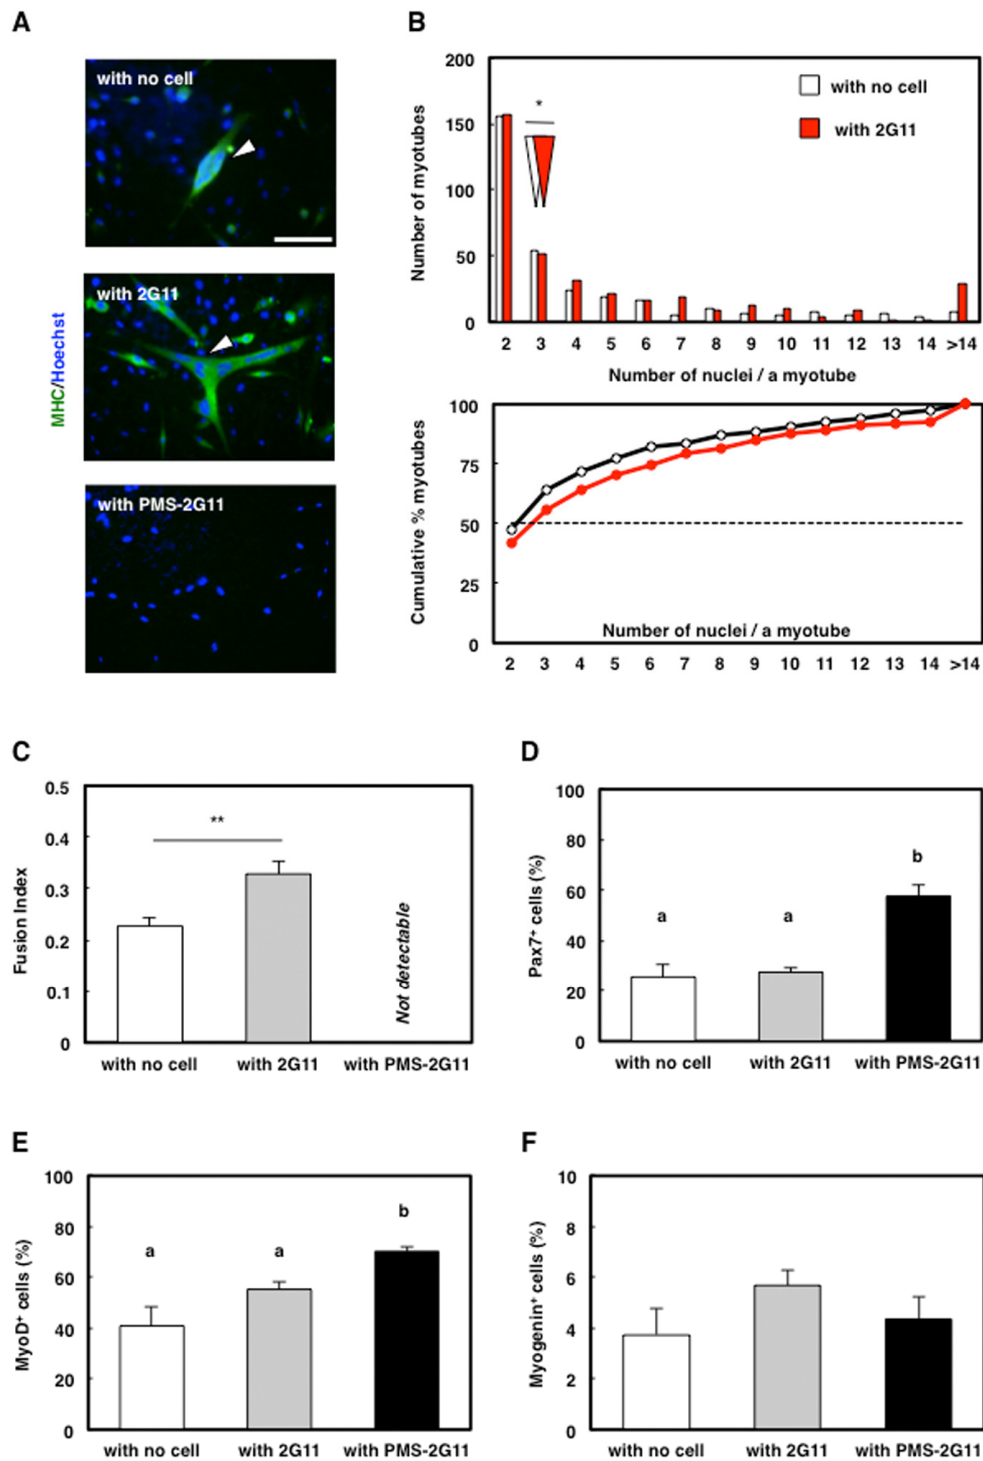 A
with no cell
with 2G11
with PMS-2G11
MHC/Hoechst
B
200
150
100
50
0
Number of myotubes
*
with no cell
with 2G11
2 3 4 5 6 7 8 9 10 11 12 13 14 >14
Number of nuclei / a myotube
100
75
50
25
0
Cumulative % myotubes
Number of nuclei / a myotube
2 3 4 5 6 7 8 9 10 11 12 13 14 >14
C
0.5
0.4
0.3
0.2
0.1
0
Fusion Index
**
Not detectable
with no cell with 2G11 with PMS-2G11
D
100
80
60
40
20
0
Pax7⁺ cells (%)
a a b
with no cell with 2G11 with PMS-2G11
E
100
80
60
40
20
0
MyoD⁺ cells (%)
a a b
with no cell with 2G11 with PMS-2G11
F
10
8
6
4
2
0
Myogenin⁺ cells (%)
with no cell with 2G11 with PMS-2G11